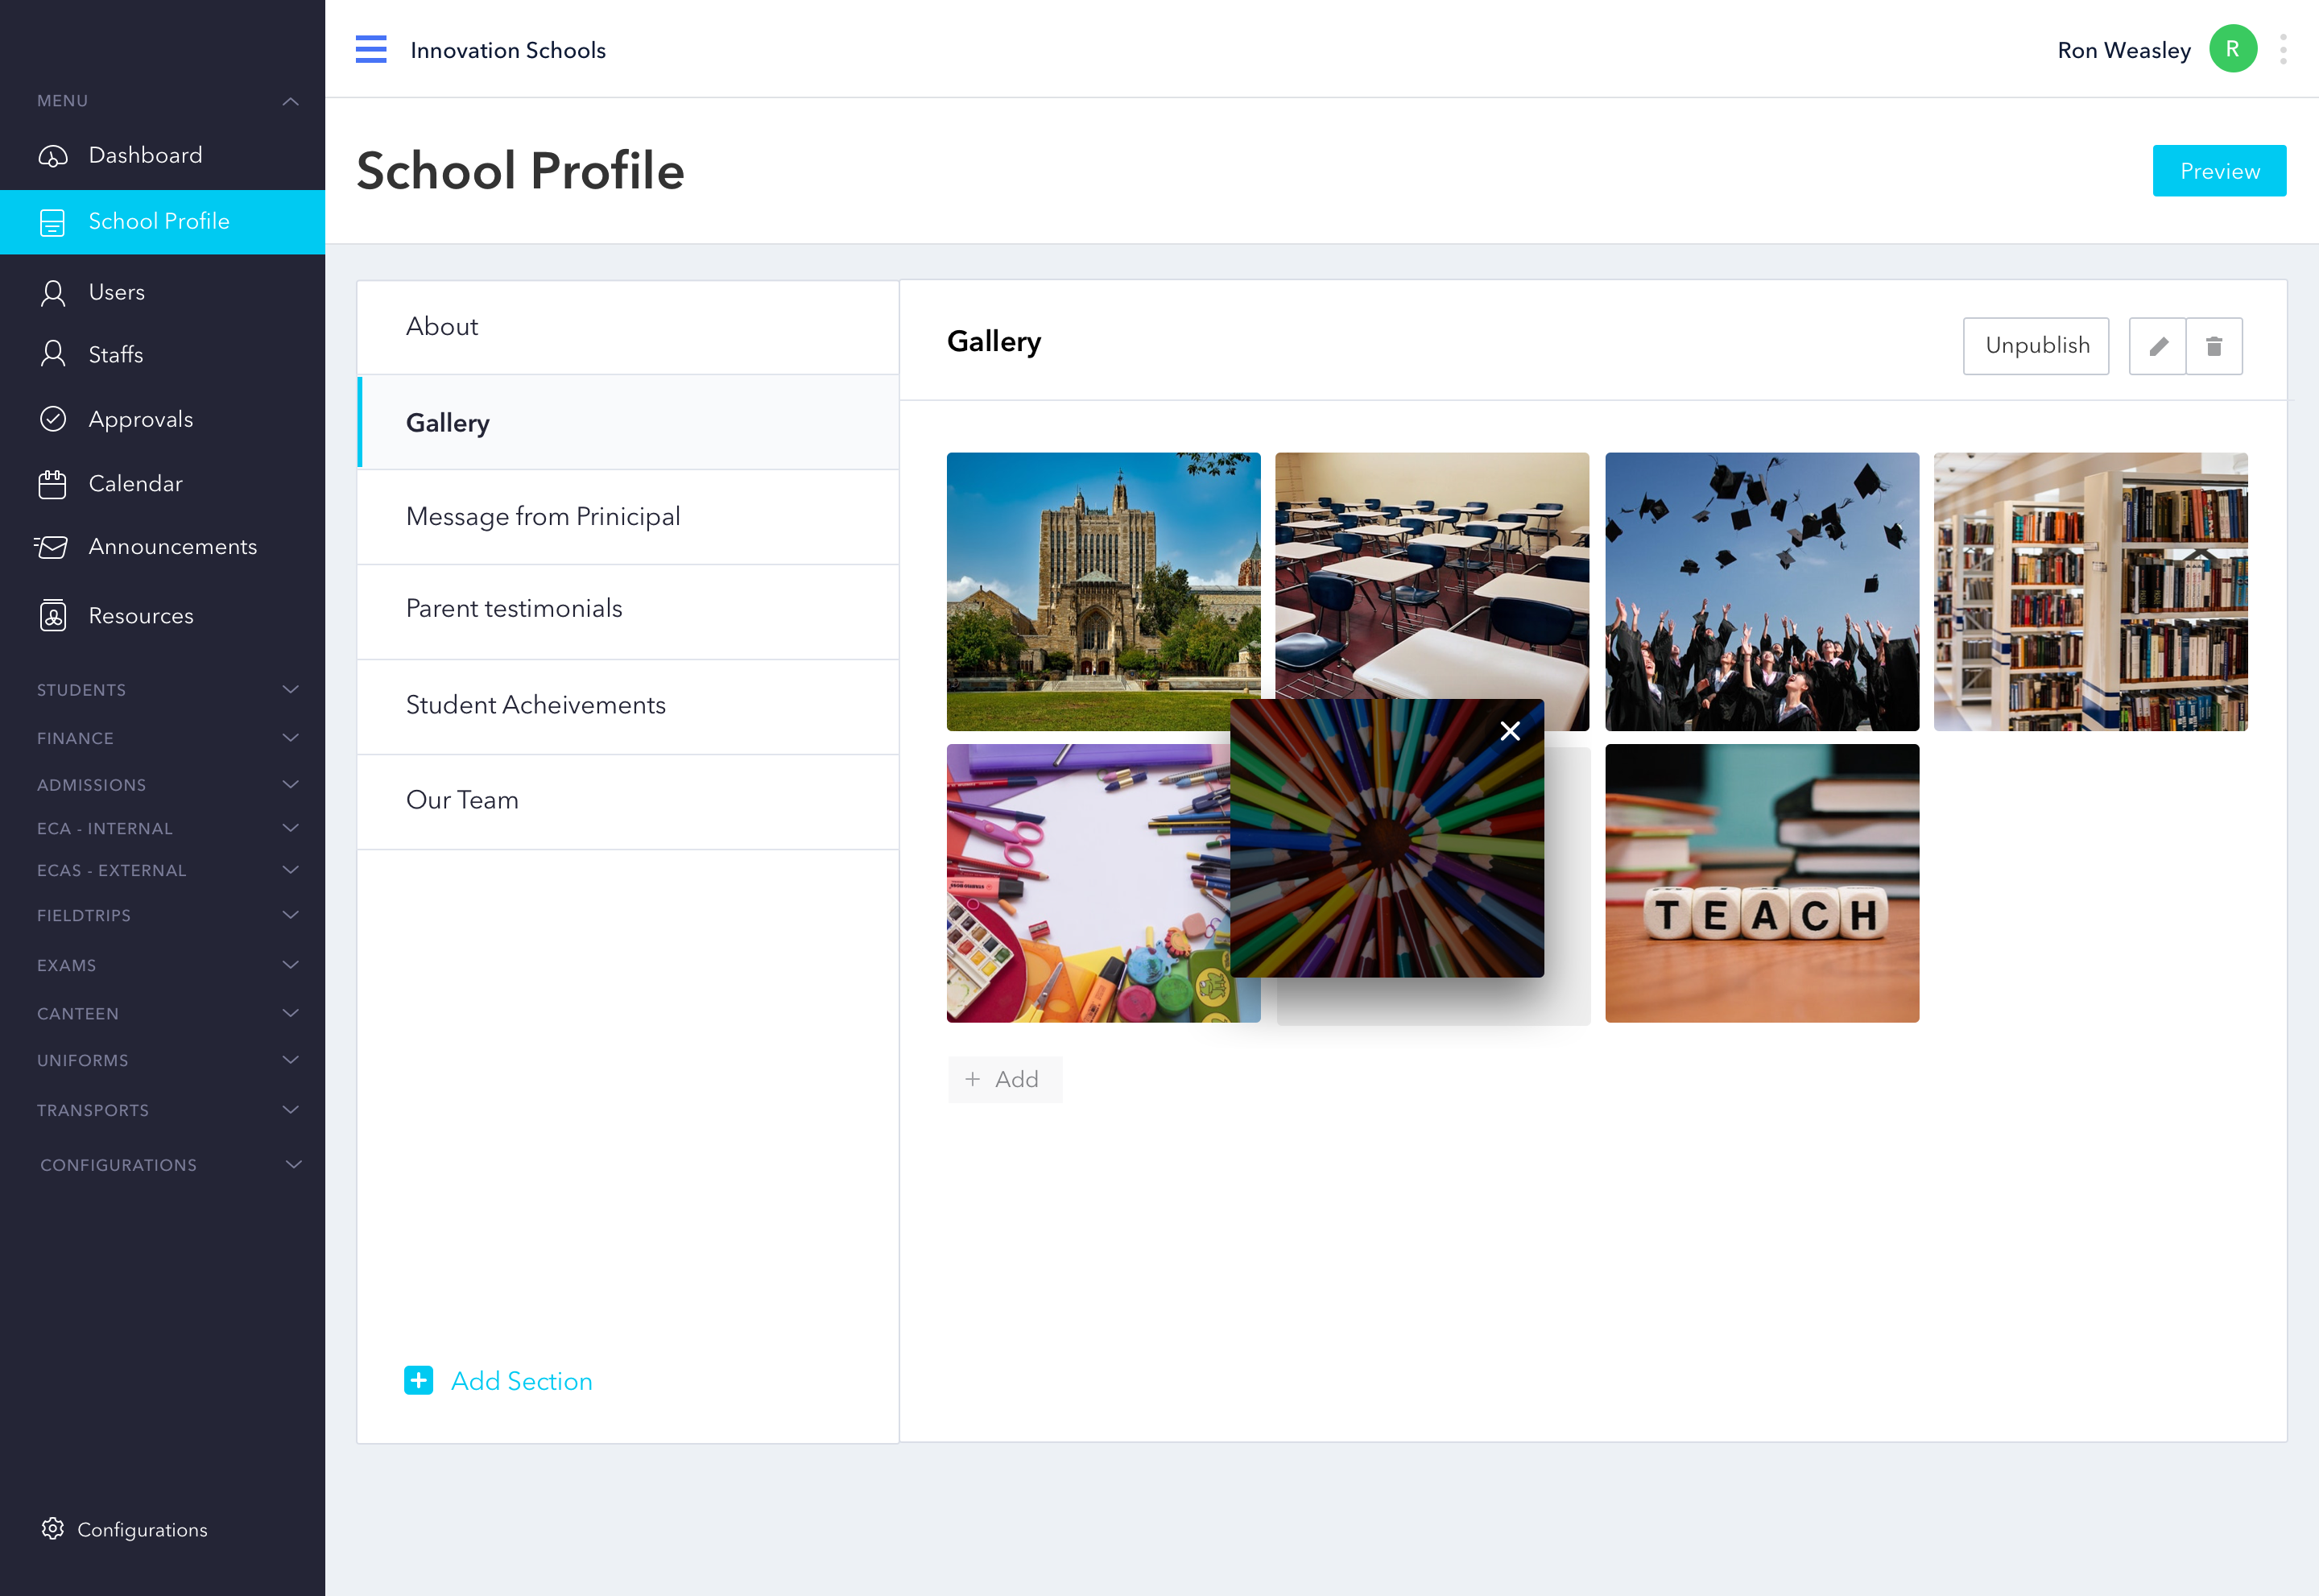 Innovation Schools
Ron Weasley
R
MENU
Dashboard
School Profile
Users
Staffs
Approvals
Calendar
Announcements
Resources
STUDENTS
FINANCE
ADMISSIONS
ECA - INTERNAL
ECAS - EXTERNAL
FIELDTRIPS
EXAMS
CANTEEN
UNIFORMS
TRANSPORTS
CONFIGURATIONS
Configurations
School Profile
Preview
About
Gallery
Message from Prinicipal
Parent testimonials
Student Acheivements
Our Team
Add Section
Gallery
Unpublish
TEACH
+ Add